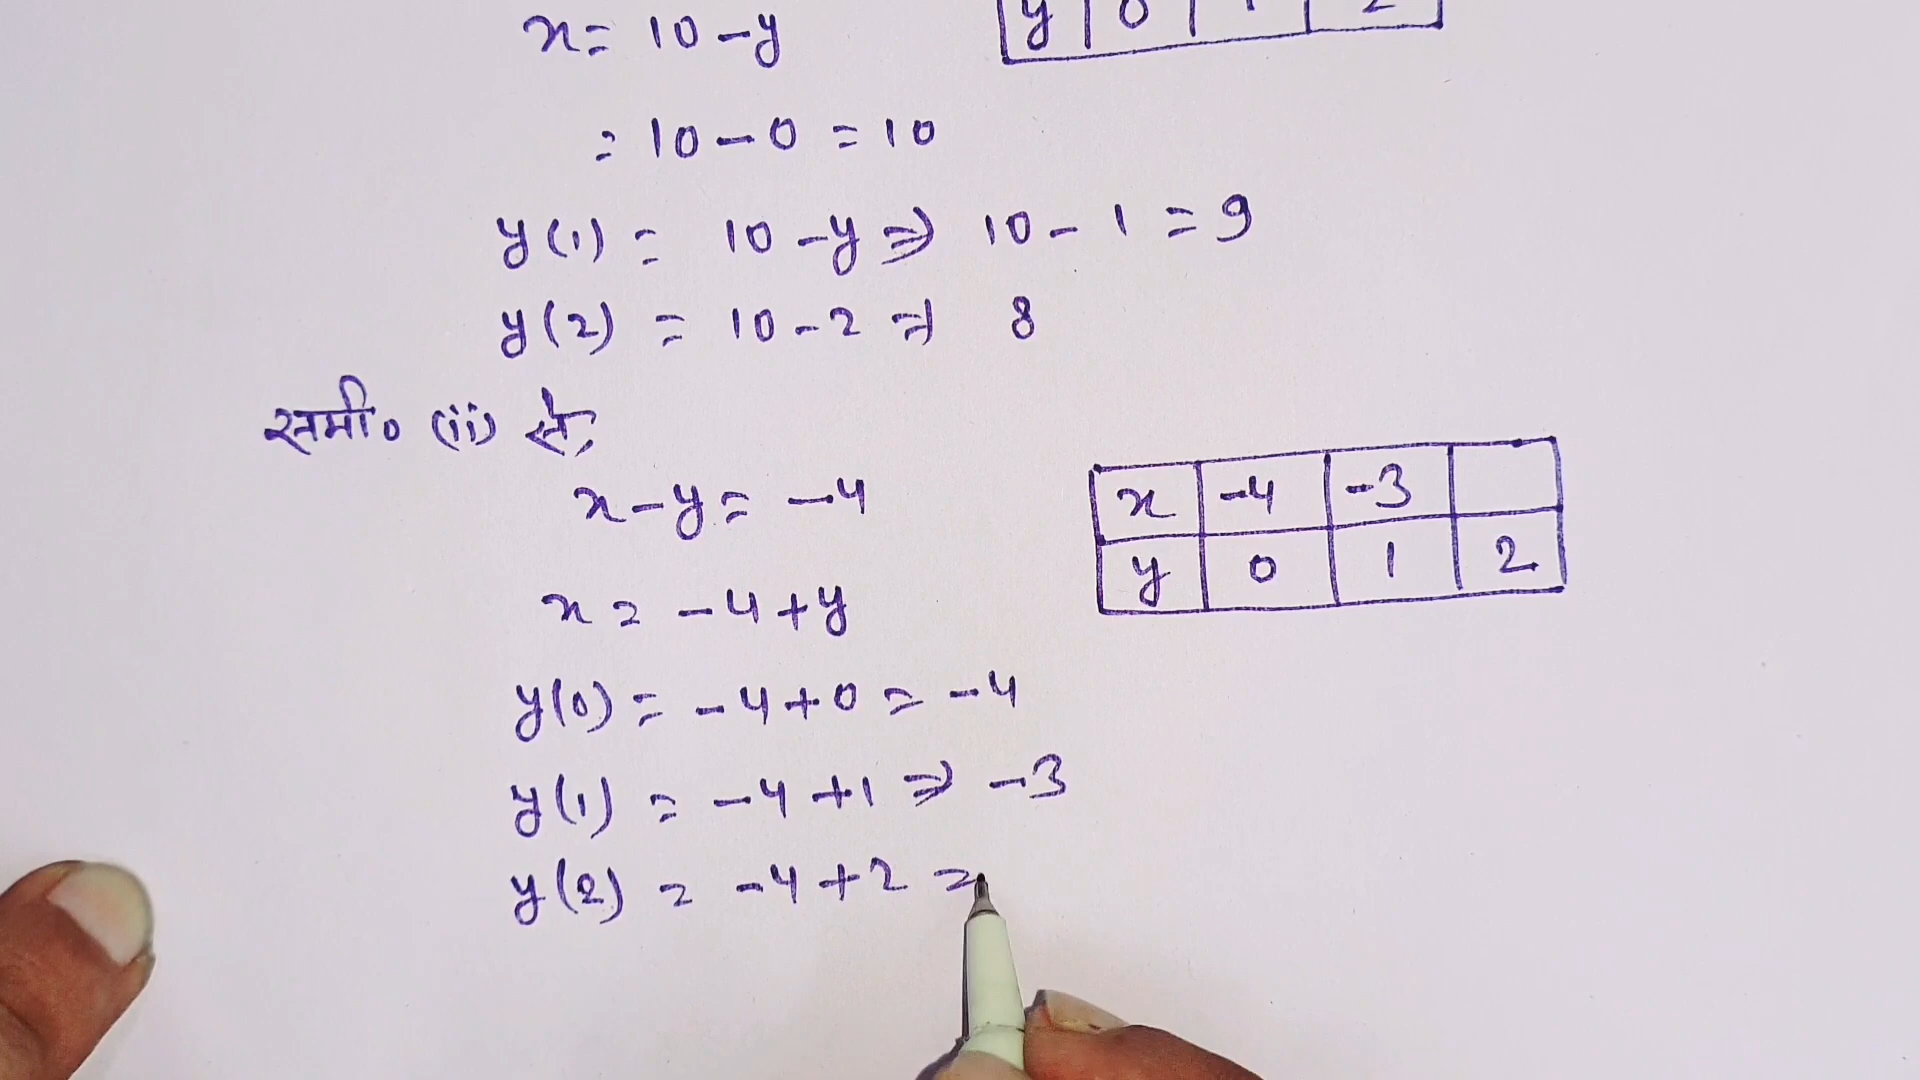 x = 10 - y
y 0 1 2
= 10 - 0 = 10
y(1) = 10 - y ⇒ 10 - 1 = 9
y(2) = 10 - 2 ⇒ 8
समी० (ii) से,
x - y = -4
x = -4 + y
x -4 -3
y 0 1 2
y(0) = -4 + 0 = -4
y(1) = -4 + 1 ⇒ -3
y(2) = -4 + 2 =